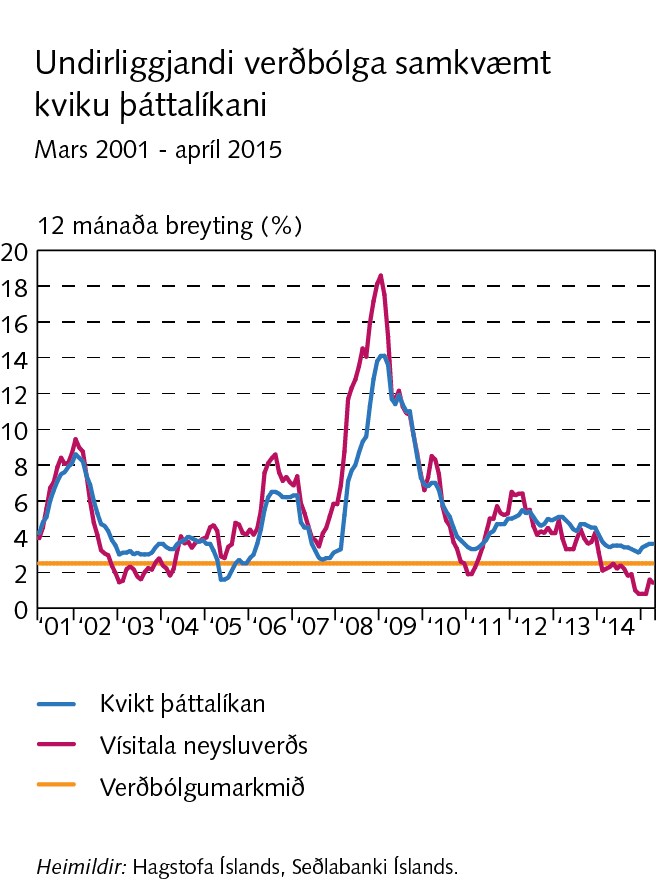 Undirliggjandi verðbólga samkvæmt
kviku þáttalíkani
Mars 2001 - apríl 2015
12 mánaða breyting (%)
20
18
16
14
12
10
8
6
4
2
0
‘01 ‘02 ‘03 ‘04 ‘05 ‘06 ‘07 ‘08 ‘09 ‘10 ‘11 ‘12 ‘13 ‘14
Kvikt þáttalíkan
Vísitala neysluverðs
Verðbólgumarkmið
Heimildir: Hagstofa Íslands, Seðlabanki Íslands.